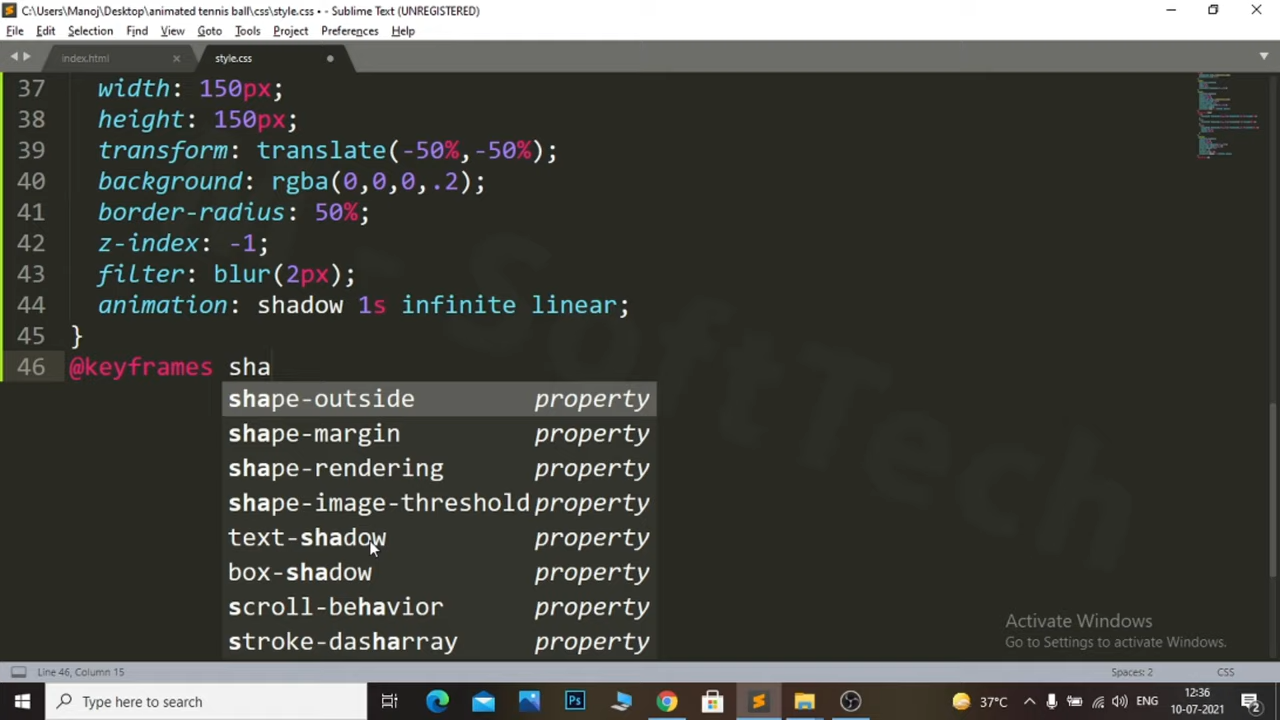 C:\Users\Manoj\Desktop\animated tennis ball\css\style.css • - Sublime Text (UNREGISTERED)
File Edit Selection Find View Goto Tools Project Preferences Help
index.html style.css
37 width: 150px;
38 height: 150px;
39 transform: translate(-50%,-50%);
40 background: rgba(0,0,0,.2);
41 border-radius: 50%;
42 z-index: -1;
43 filter: blur(2px);
44 animation: shadow 1s infinite linear;
45 }
46 @keyframes sha
shape-outside property
shape-margin property
shape-rendering property
shape-image-threshold property
text-shadow property
box-shadow property
scroll-behavior property
stroke-dasharray property
SoftTech
Activate Windows
Go to Settings to activate Windows.
Line 46, Column 15 Spaces: 2 CSS
Type here to search 37°C ENG 12:36
10-07-2021 2